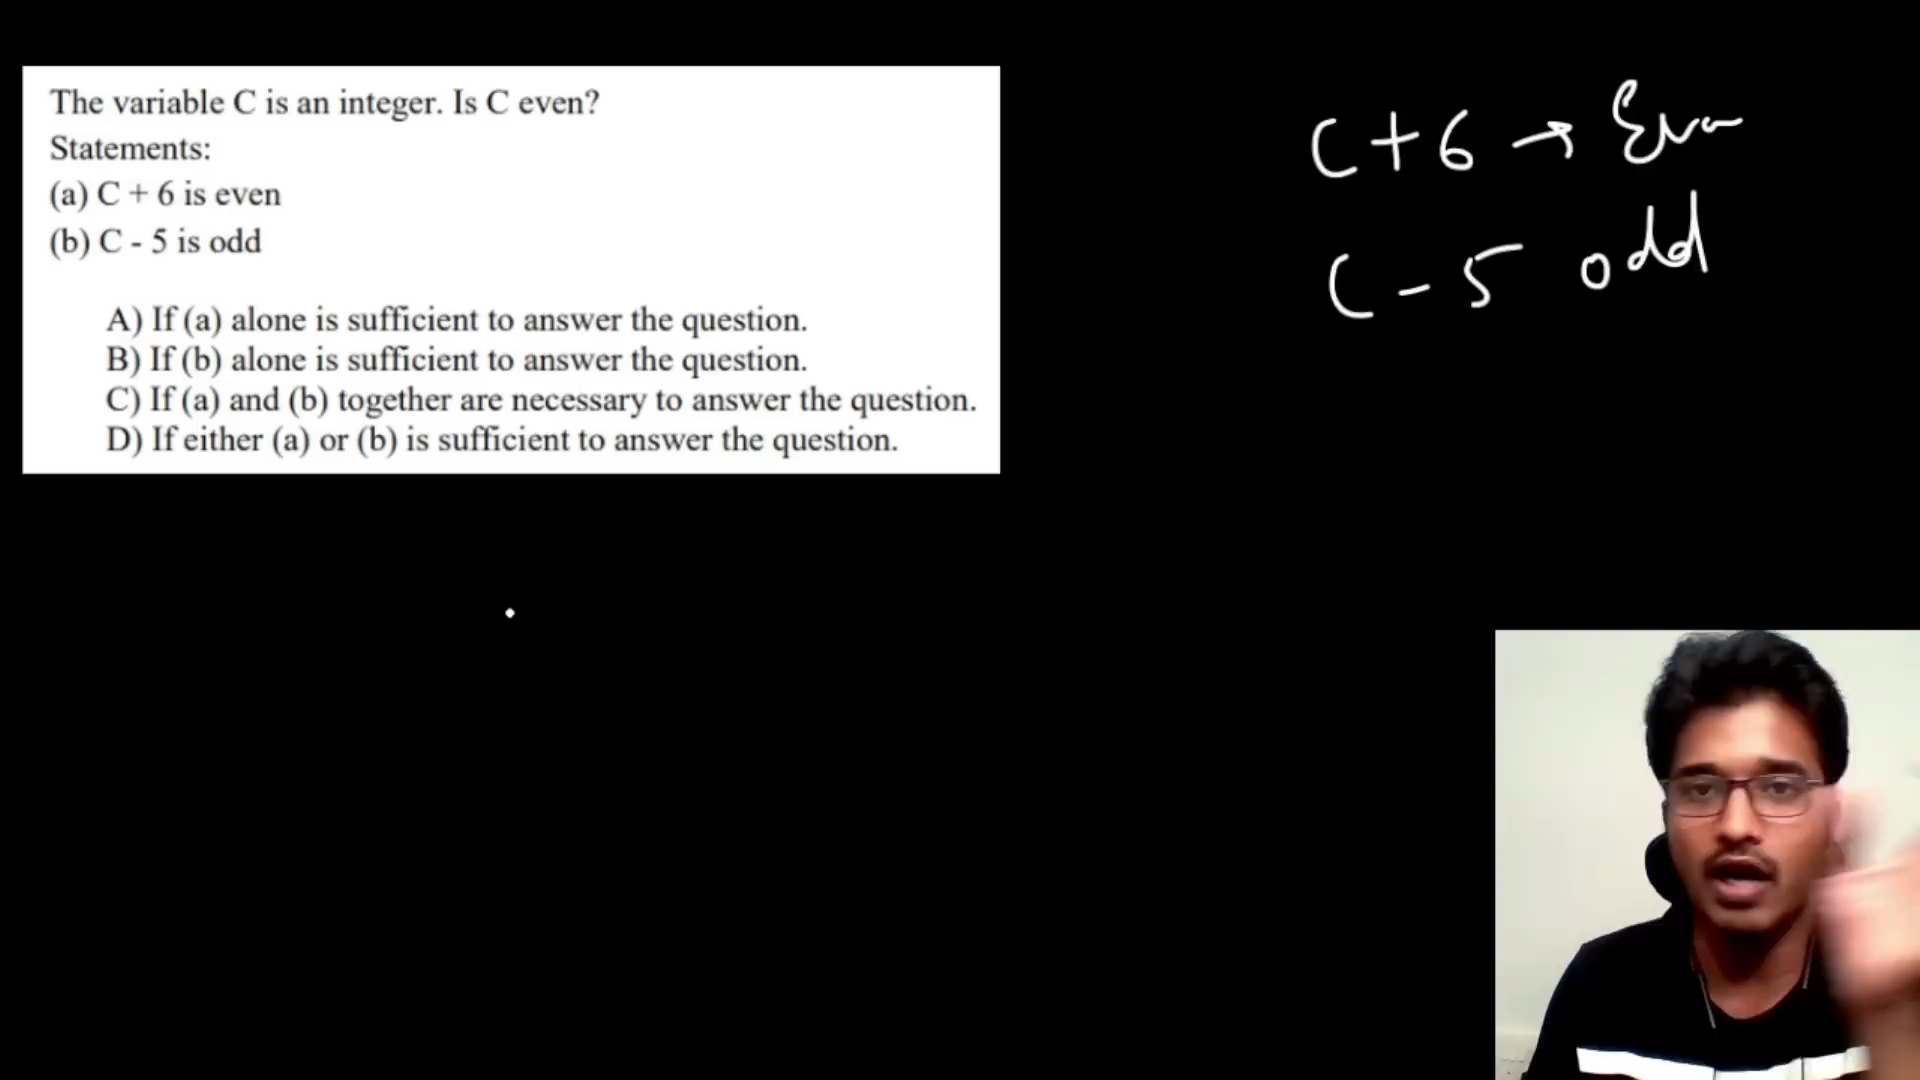 The variable C is an integer. Is C even?
Statements:
(a) C + 6 is even
(b) C - 5 is odd
A) If (a) alone is sufficient to answer the question.
B) If (b) alone is sufficient to answer the question.
C) If (a) and (b) together are necessary to answer the question.
D) If either (a) or (b) is sufficient to answer the question.
C + 6 → Even
C - 5 odd